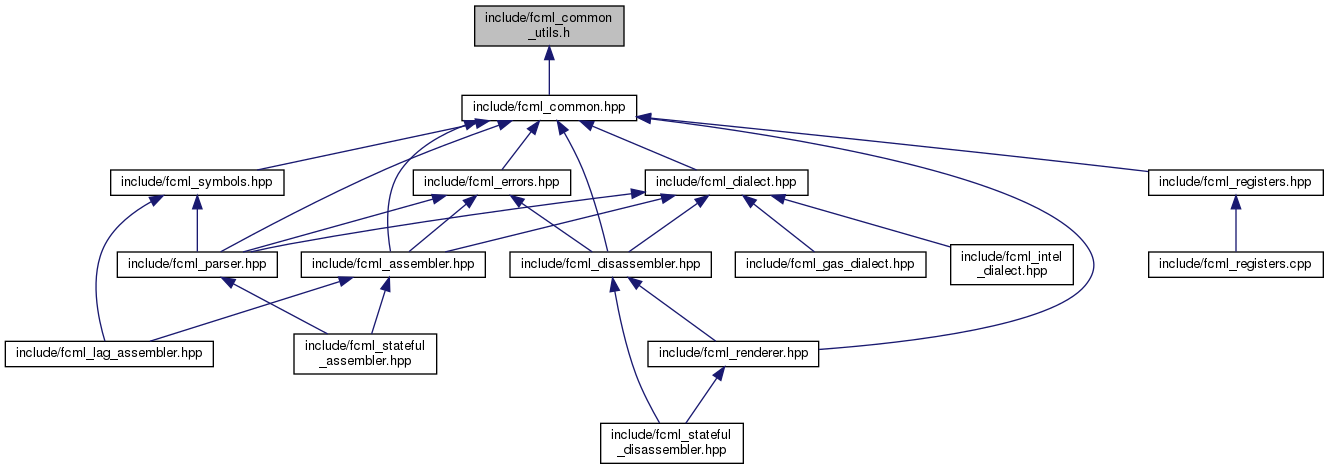 include/fcml_common
_utils.h
include/fcml_common.hpp
include/fcml_symbols.hpp
include/fcml_errors.hpp
include/fcml_dialect.hpp
include/fcml_registers.hpp
include/fcml_parser.hpp
include/fcml_assembler.hpp
include/fcml_disassembler.hpp
include/fcml_gas_dialect.hpp
include/fcml_intel
_dialect.hpp
include/fcml_registers.cpp
include/fcml_lag_assembler.hpp
include/fcml_stateful
_assembler.hpp
include/fcml_renderer.hpp
include/fcml_stateful
_disassembler.hpp